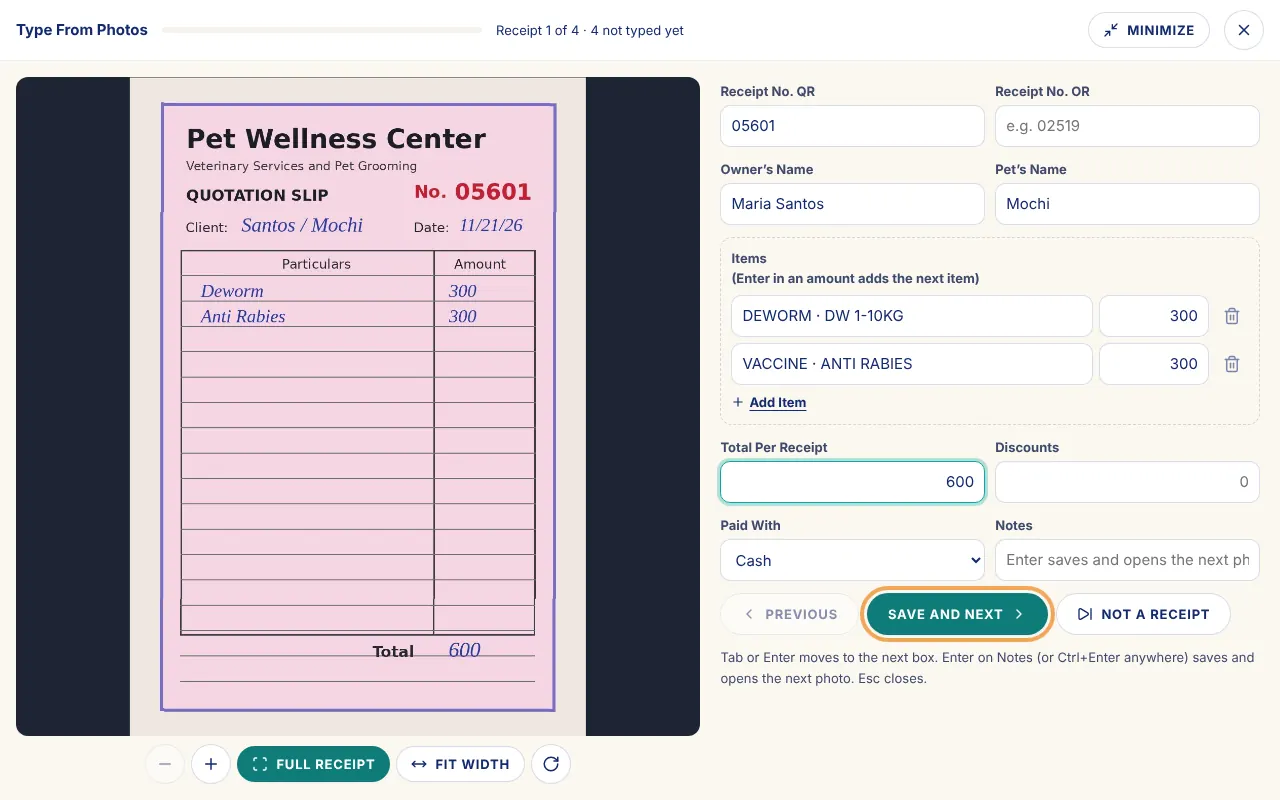 Type From Photos
Receipt 1 of 4 · 4 not typed yet
MINIMIZE
Pet Wellness Center
Veterinary Services and Pet Grooming
QUOTATION SLIP No. 05601
Client: Santos / Mochi Date: 11/21/26
Particulars Amount
Deworm 300
Anti Rabies 300
Total 600
FULL RECEIPT
FIT WIDTH
Receipt No. QR
05601
Receipt No. OR
e.g. 02519
Owner’s Name
Maria Santos
Pet’s Name
Mochi
Items
(Enter in an amount adds the next item)
DEWORM · DW 1-10KG 300
VACCINE · ANTI RABIES 300
+ Add Item
Total Per Receipt
600
Discounts
0
Paid With
Cash
Notes
Enter saves and opens the next ph
PREVIOUS
SAVE AND NEXT
NOT A RECEIPT
Tab or Enter moves to the next box. Enter on Notes (or Ctrl+Enter anywhere) saves and
opens the next photo. Esc closes.